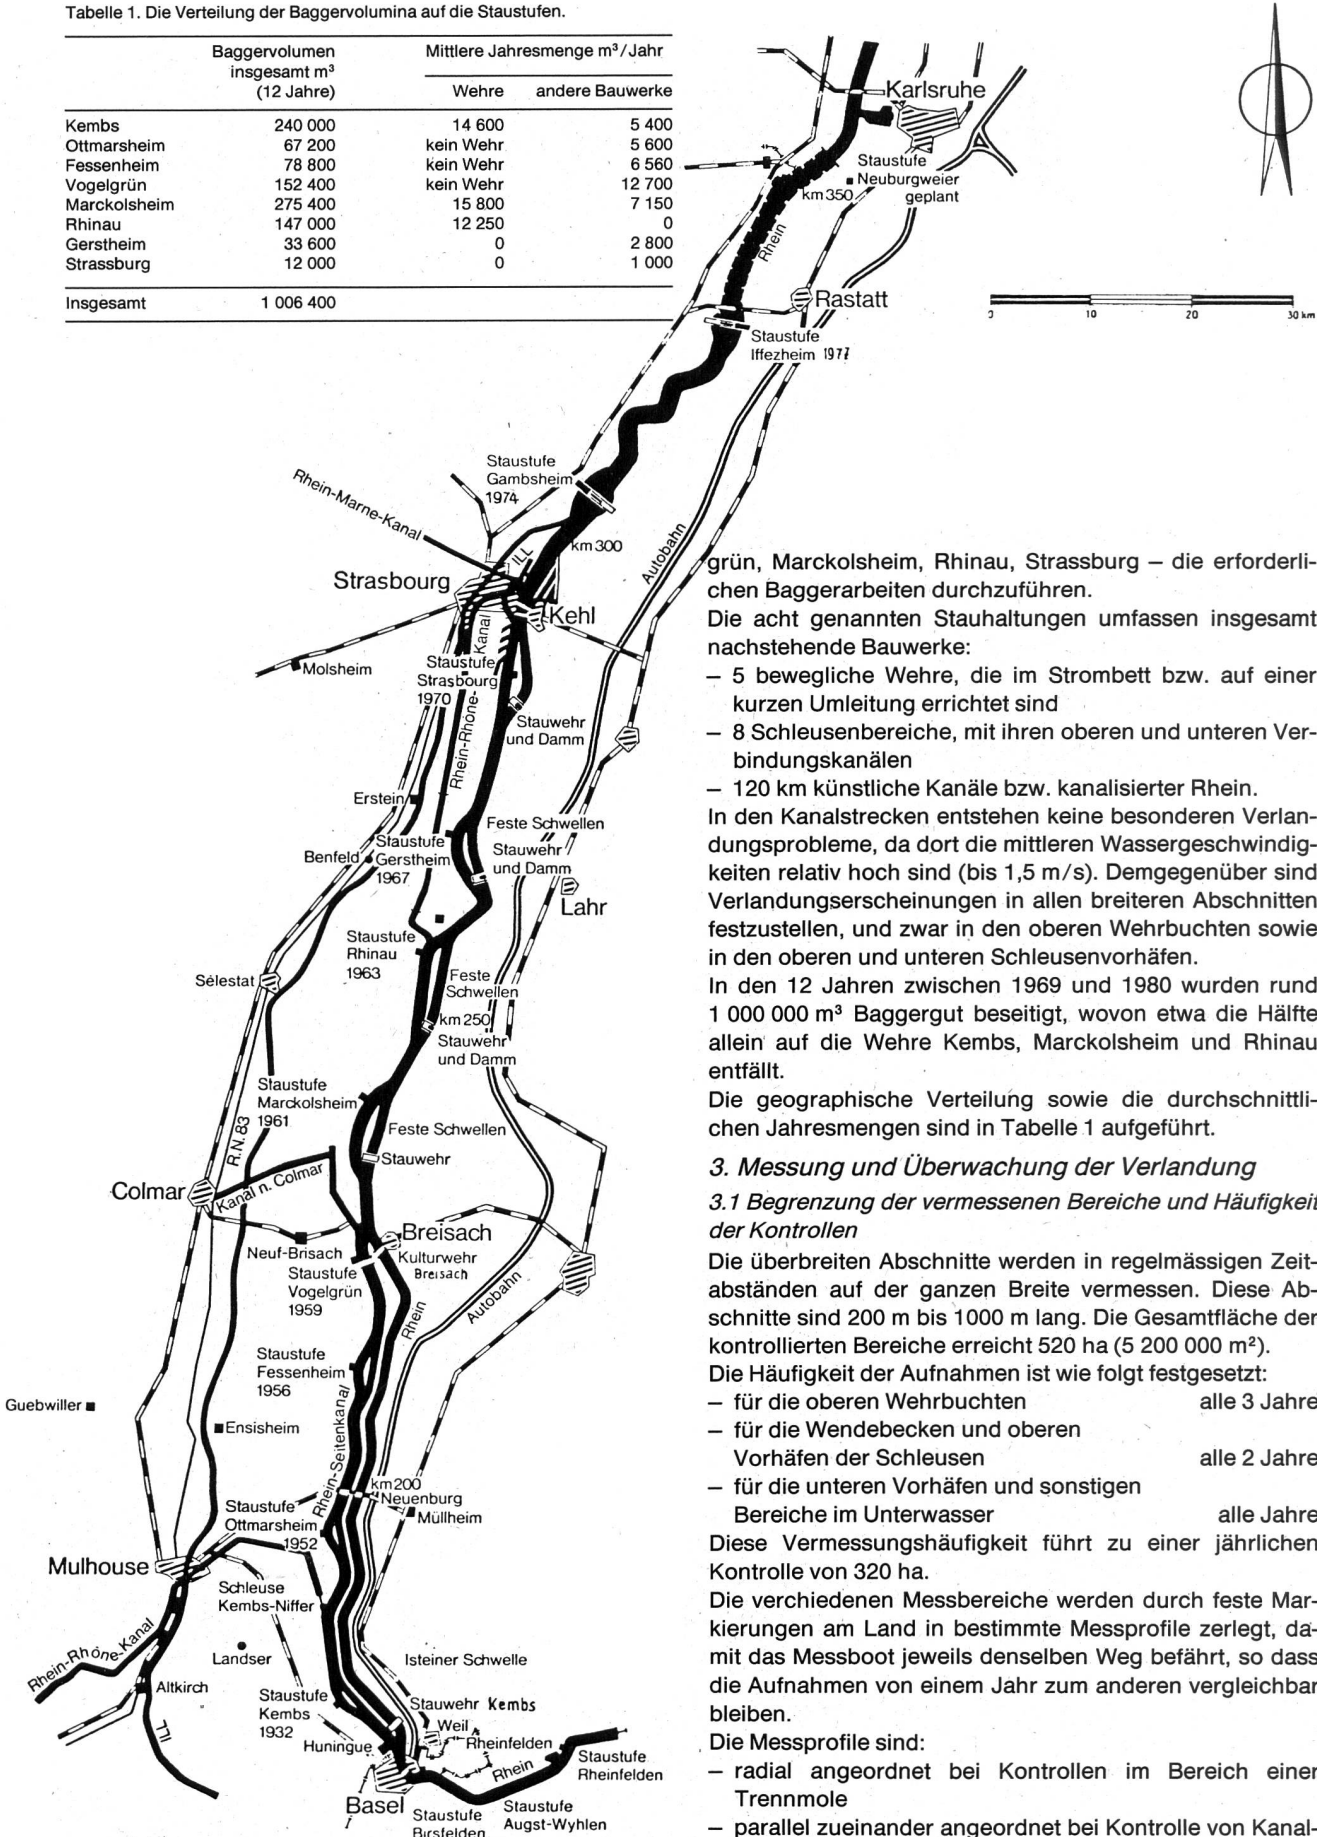 Tabelle 1. Die Verteilung der Baggervolumina auf die Staustufen.
Baggervolumen insgesamt m³ (12 Jahre) Mittlere Jahresmenge m³/Jahr
Wehre andere Bauwerke
Kembs 240 000 14 600 5 400
Ottmarsheim 67 200 kein Wehr 5 600
Fessenheim 78 800 kein Wehr 6 560
Vogelgrün 152 400 kein Wehr 12 700
Marckolsheim 275 400 15 800 7 150
Rhinau 147 000 12 250 0
Gerstheim 33 600 0 2 800
Strassburg 12 000 0 1 000
Insgesamt 1 006 400
Karlsruhe
Staustufe
Neuburgweier
geplant
km 350
Rhein
Rastatt
0 10 20 30 km
Staustufe
Iffezheim 1977
Staustufe
Gambsheim
1974
Rhein-Marne-Kanal
km 300
ILL
Autobahn
Strasbourg
Kehl
Molsheim
Staustufe
Strasbourg
1970
Rhein-Rhône-Kanal
Stauwehr
und Damm
Erstein
Feste Schwellen
Staustufe
Gerstheim
1967
Benfeld
Stauwehr
und Damm
Lahr
Staustufe
Rhinau
1963
Sélestat
Feste
Schwellen
km 250
Stauwehr
und Damm
Staustufe
Marckolsheim
1961
R.N. 83
Feste Schwellen
Stauwehr
Colmar
Kanal n. Colmar
Breisach
Neuf-Brisach
Kulturwehr
Breisach
Staustufe
Vogelgrün
1959
Rhein
Autobahn
Staustufe
Fessenheim
1956
Guebwiller
Ensisheim
Rhein-Seitenkanal
km 200
Neuenburg
Müllheim
Staustufe
Ottmarsheim
1952
Mulhouse
Schleuse
Kembs-Niffer
Rhein-Rhône-Kanal
Landser
Isteiner Schwelle
Altkirch
ILL
Staustufe
Kembs
1932
Stauwehr Kembs
Weil
Rheinfelden
Huningue
Rhein
Staustufe
Rheinfelden
Basel
Staustufe
Birsfelden
Staustufe
Augst-Wyhlen
grün, Marckolsheim, Rhinau, Strassburg – die erforderli-
chen Baggerarbeiten durchzuführen.
Die acht genannten Stauhaltungen umfassen insgesamt
nachstehende Bauwerke:
– 5 bewegliche Wehre, die im Strombett bzw. auf einer
kurzen Umleitung errichtet sind
– 8 Schleusenbereiche, mit ihren oberen und unteren Ver-
bindungskanälen
– 120 km künstliche Kanäle bzw. kanalisierter Rhein.
In den Kanalstrecken entstehen keine besonderen Verlan-
dungsprobleme, da dort die mittleren Wassergeschwindig-
keiten relativ hoch sind (bis 1,5 m/s). Demgegenüber sind
Verlandungserscheinungen in allen breiteren Abschnitten
festzustellen, und zwar in den oberen Wehrbuchten sowie
in den oberen und unteren Schleusenvorhäfen.
In den 12 Jahren zwischen 1969 und 1980 wurden rund
1 000 000 m³ Baggergut beseitigt, wovon etwa die Hälfte
allein auf die Wehre Kembs, Marckolsheim und Rhinau
entfällt.
Die geographische Verteilung sowie die durchschnittli-
chen Jahresmengen sind in Tabelle 1 aufgeführt.
3. Messung und Überwachung der Verlandung
3.1 Begrenzung der vermessenen Bereiche und Häufigkeit
der Kontrollen
Die überbreiten Abschnitte werden in regelmässigen Zeit-
abständen auf der ganzen Breite vermessen. Diese Ab-
schnitte sind 200 m bis 1000 m lang. Die Gesamtfläche der
kontrollierten Bereiche erreicht 520 ha (5 200 000 m²).
Die Häufigkeit der Aufnahmen ist wie folgt festgesetzt:
– für die oberen Wehrbuchten alle 3 Jahre
– für die Wendebecken und oberen
Vorhäfen der Schleusen alle 2 Jahre
– für die unteren Vorhäfen und sonstigen
Bereiche im Unterwasser alle Jahre
Diese Vermessungshäufigkeit führt zu einer jährlichen
Kontrolle von 320 ha.
Die verchiedenen Messbereiche werden durch feste Mar-
kierungen am Land in bestimmte Messprofile zerlegt, da-
mit das Messboot jeweils denselben Weg befährt, so dass
die Aufnahmen von einem Jahr zum anderen vergleichbar
bleiben.
Die Messprofile sind:
– radial angeordnet bei Kontrollen im Bereich einer
Trennmole
– parallel zueinander angeordnet bei Kontrolle von Kanal-